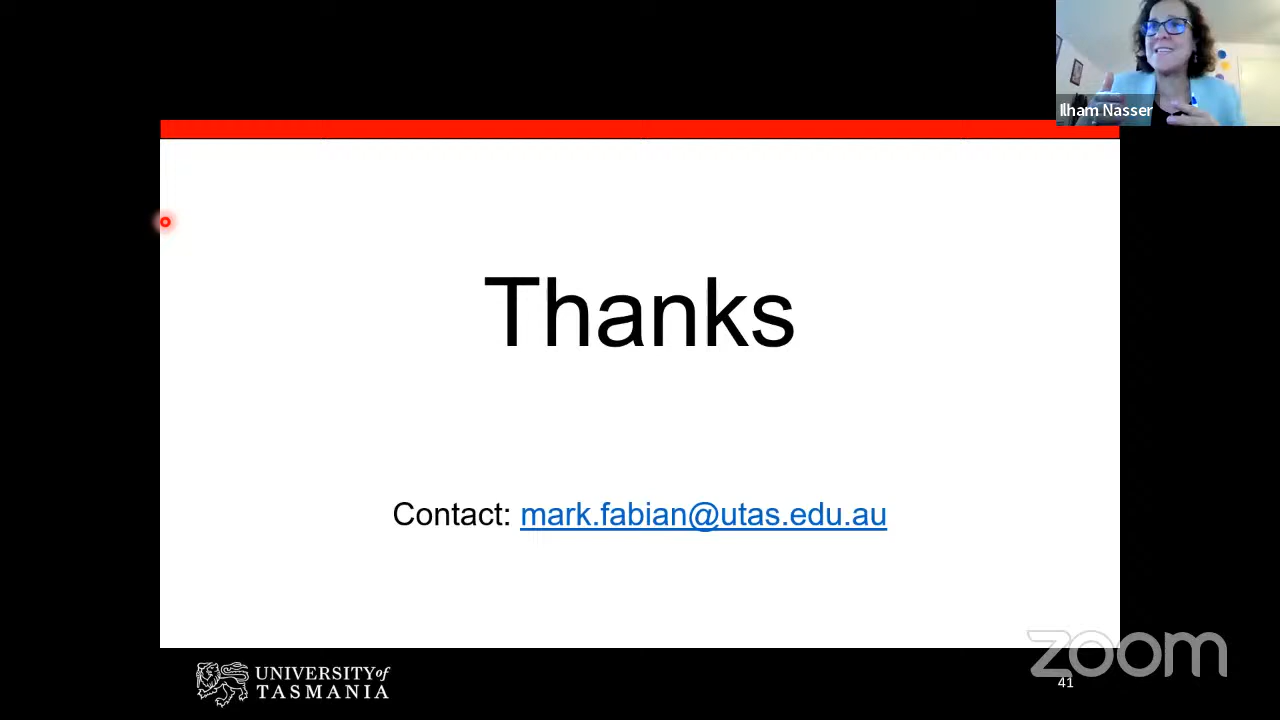 Ilham Nasser
Thanks
Contact: mark.fabian@utas.edu.au
UNIVERSITY of
TASMANIA
zoom
41